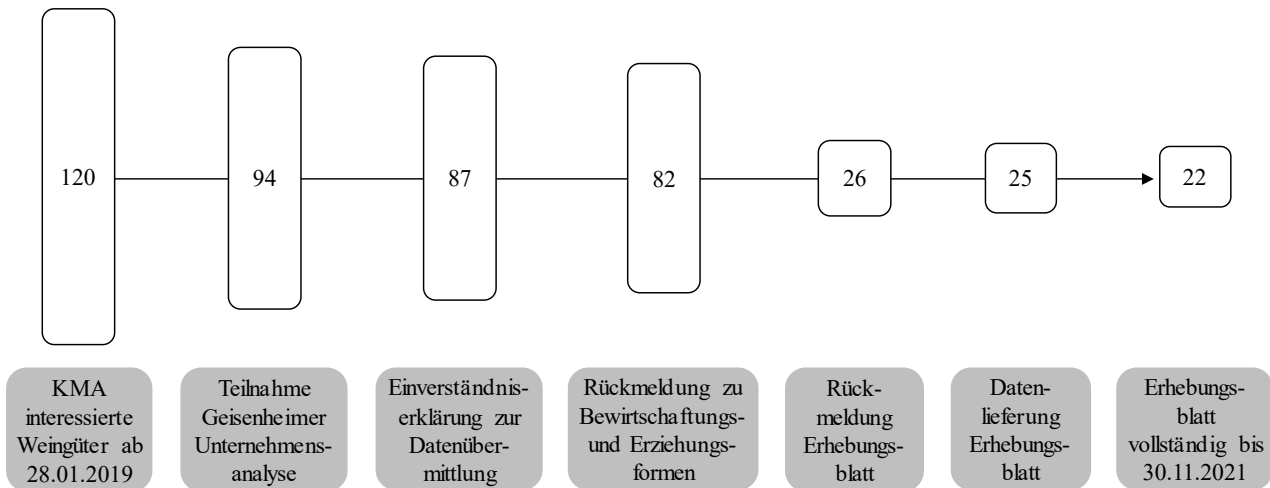 120
94
87
82
26
25
22
KMA
interessierte
Weingüter ab
28.01.2019
Teilnahme
Geisenheimer
Unternehmens-
analyse
Einverständnis-
erklärung zur
Datenüber-
mittlung
Rückmeldung zu
Bewirtschaftungs-
und Erziehungs-
formen
Rück-
meldung
Erhebungs-
blatt
Daten-
lieferung
Erhebungs-
blatt
Erhebungs-
blatt
vollständig bis
30.11.2021